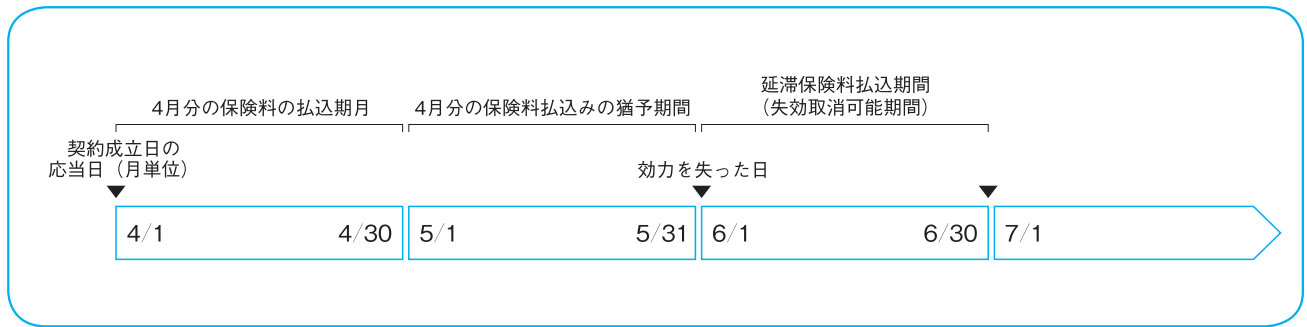 延滞保険料払込期間
（失効取消可能期間）
4月分の保険料の払込期月
4月分の保険料払込みの猶予期間
契約成立日の
応当日（月単位）
効力を失った日
4/1
4/30
5/1
5/31
6/1
6/30
7/1